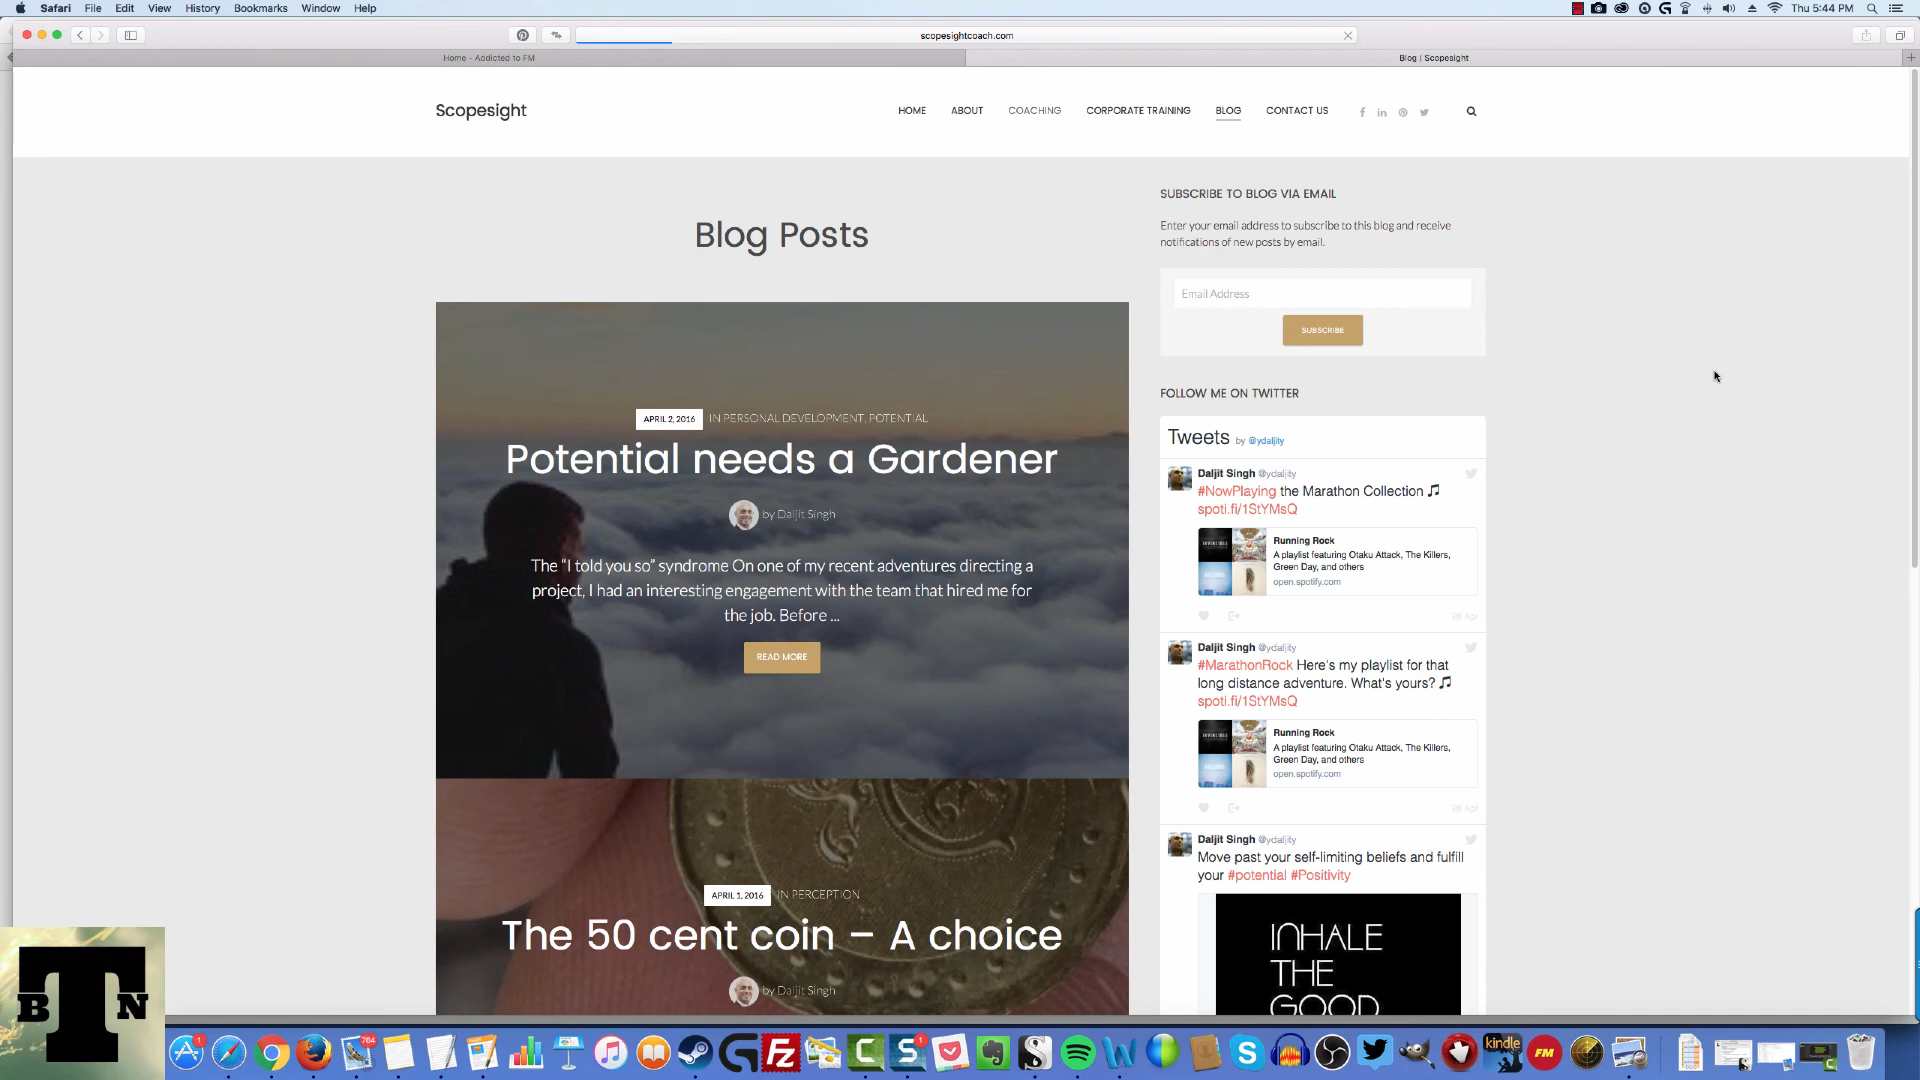 Safari File Edit View History Bookmarks Window Help
Thu 5:44 PM
scopesightcoach.com
Home - Addicted to FM
Blog | Scopesight
Scopesight
HOME ABOUT COACHING CORPORATE TRAINING BLOG CONTACT US
Blog Posts
APRIL 2, 2016 IN PERSONAL DEVELOPMENT, POTENTIAL
Potential needs a Gardener
by Daljit Singh
The “I told you so” syndrome On one of my recent adventures directing a
project, I had an interesting engagement with the team that hired me for
the job. Before ...
READ MORE
APRIL 1, 2016 IN PERCEPTION
The 50 cent coin – A choice
by Daljit Singh
SUBSCRIBE TO BLOG VIA EMAIL
Enter your email address to subscribe to this blog and receive
notifications of new posts by email.
Email Address
SUBSCRIBE
FOLLOW ME ON TWITTER
Tweets by @ydaljity
Daljit Singh @ydaljity
#NowPlaying the Marathon Collection
spoti.fi/1StYMsQ
Running Rock
A playlist featuring Otaku Attack, The Killers,
Green Day, and others
open.spotify.com
26 Apr
Daljit Singh @ydaljity
#MarathonRock Here's my playlist for that
long distance adventure. What's yours?
spoti.fi/1StYMsQ
Running Rock
A playlist featuring Otaku Attack, The Killers,
Green Day, and others
open.spotify.com
26 Apr
Daljit Singh @ydaljity
Move past your self-limiting beliefs and fulfill
your #potential #Positivity
INHALE
THE
GOOD
BTN
1
764
1
kindle
FM